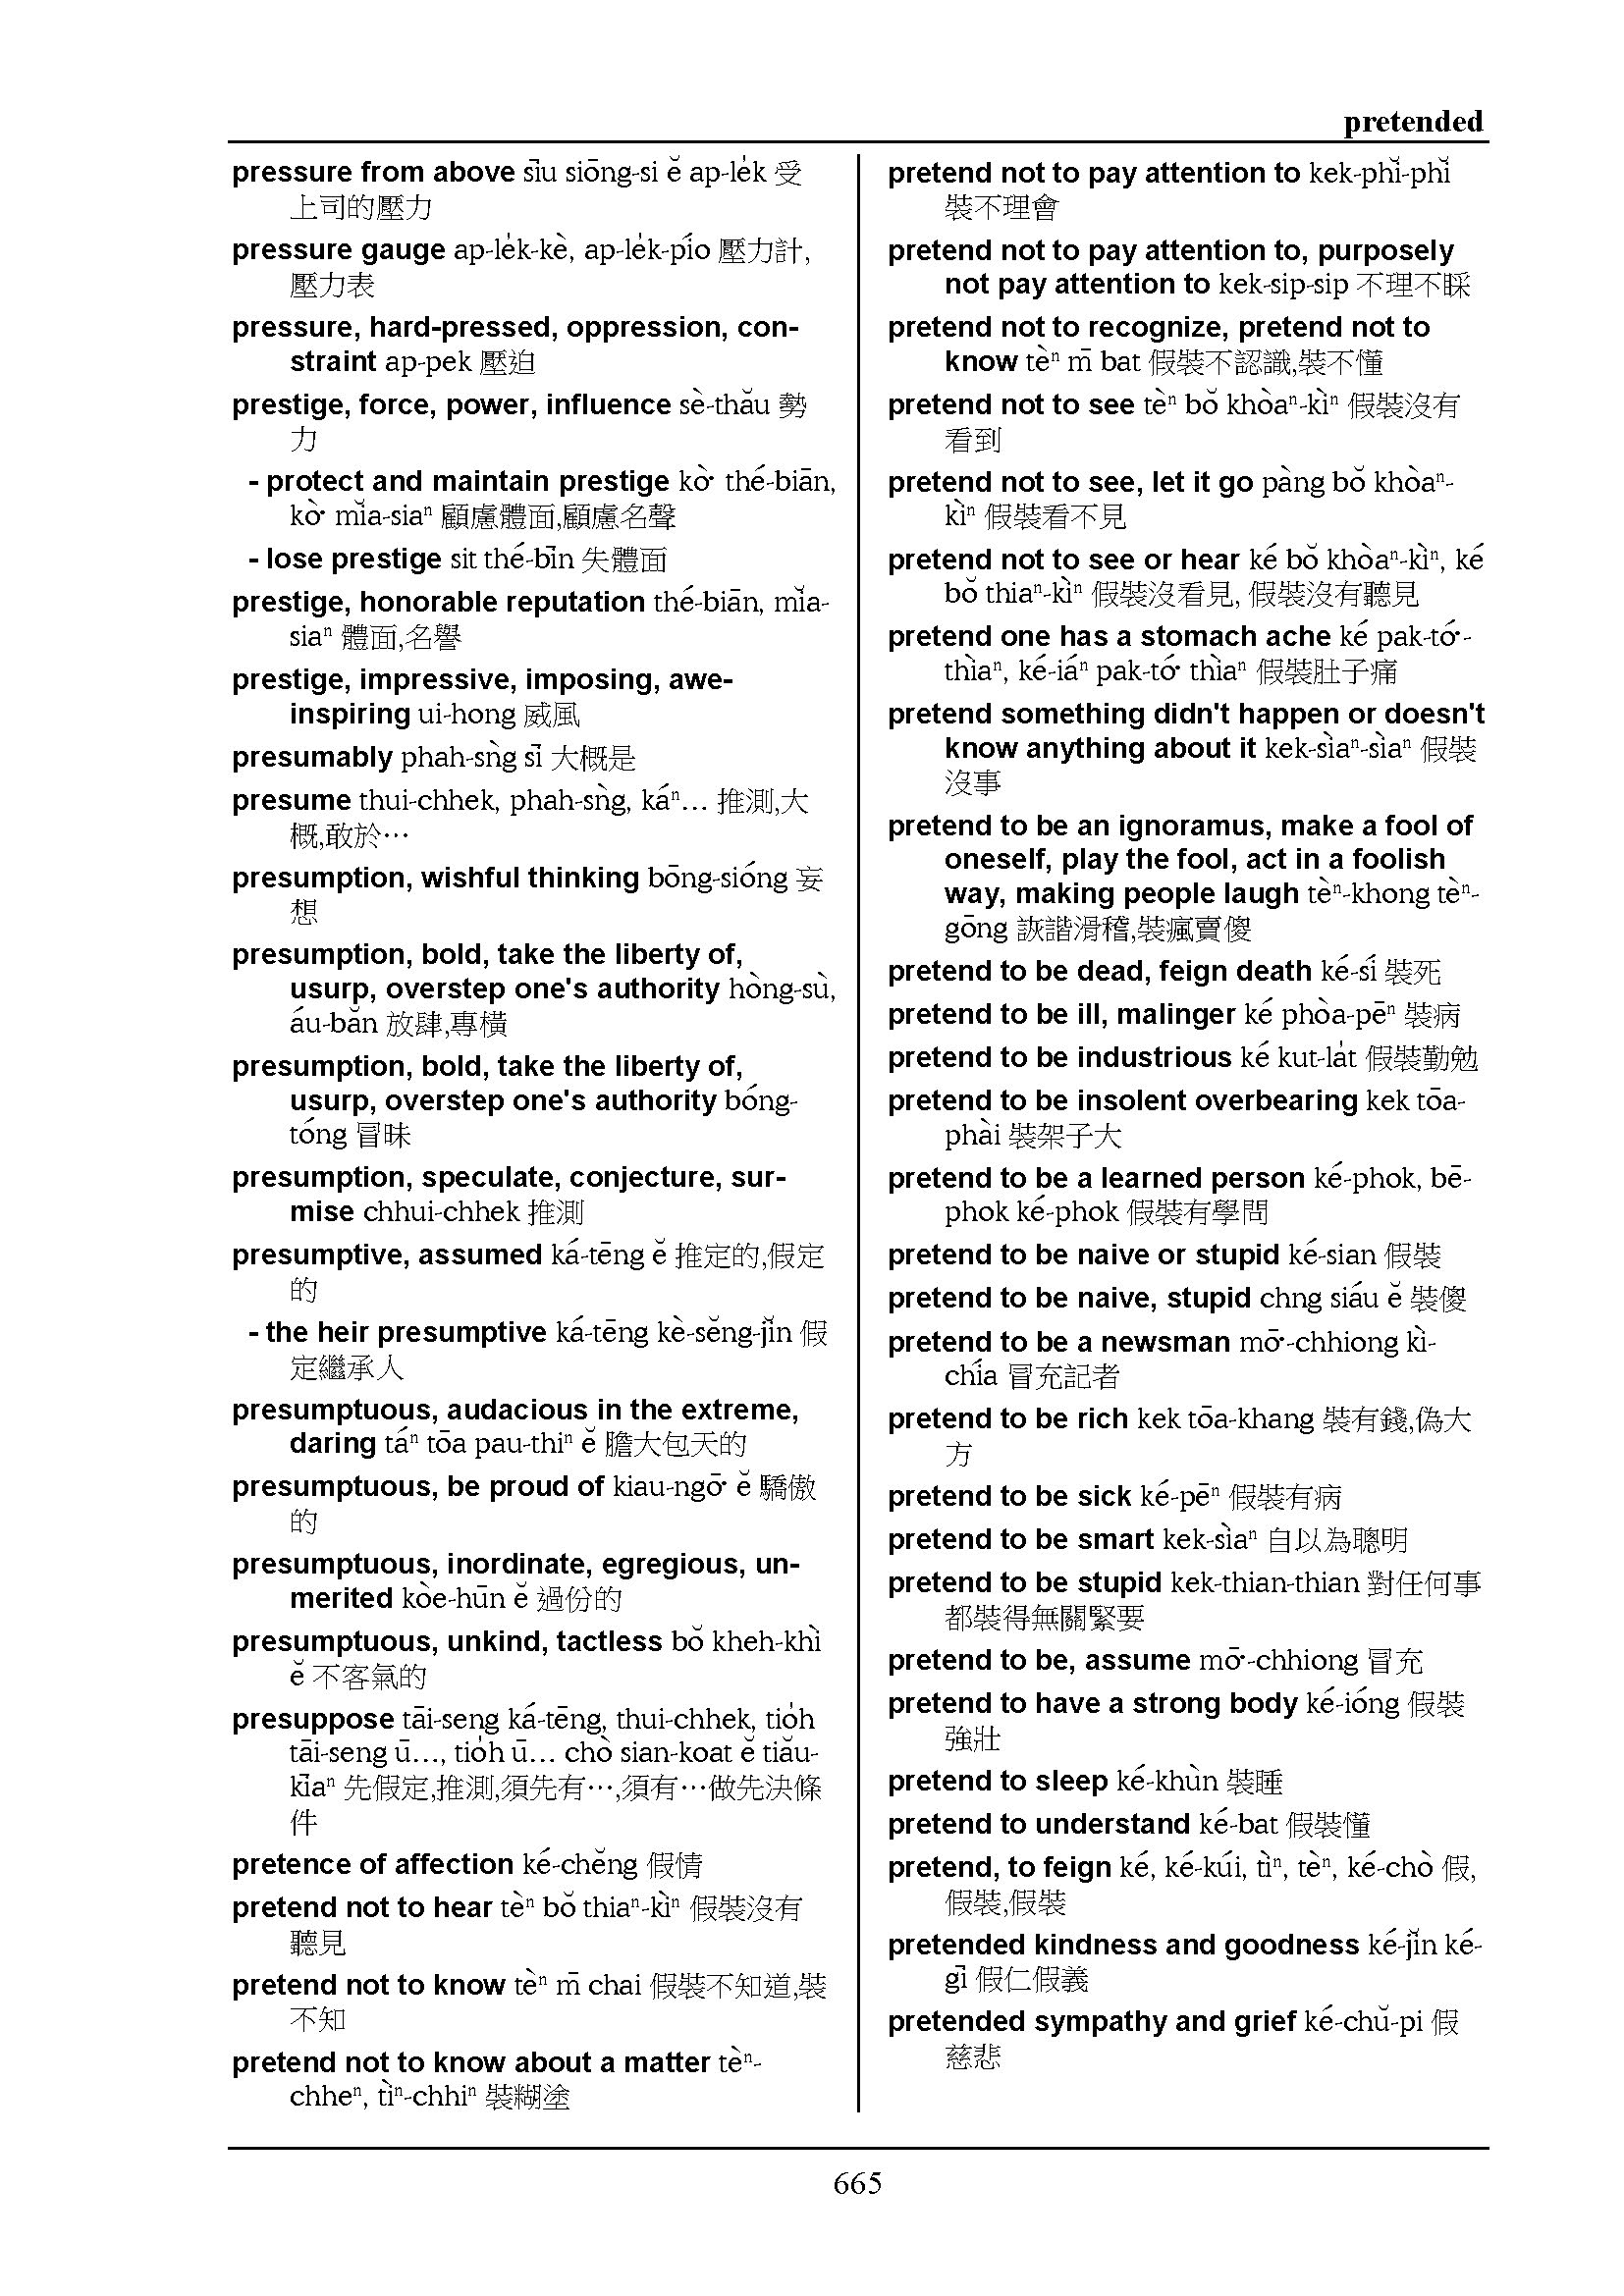 pretended
pressure from above sīu siōng-si ĕ ap-le̍k 受
上司的壓力
pressure gauge ap-le̍k-kè, ap-le̍k-pío 壓力計,
壓力表
pressure, hard-pressed, oppression, con-
straint ap-pek 壓迫
prestige, force, power, influence sè-thău 勢
力
- protect and maintain prestige kò͘ thé-biān,
kò͘ mĭa-siaⁿ 顧慮體面,顧慮名聲
- lose prestige sit thé-bīn 失體面
prestige, honorable reputation thé-biān, mĭa-
siaⁿ 體面,名譽
prestige, impressive, imposing, awe-
inspiring ui-hong 威風
presumably phah-sǹg sī 大概是
presume thui-chhek, phah-sǹg, káⁿ… 推測,大
概,敢於…
presumption, wishful thinking bōng-sióng 妄
想
presumption, bold, take the liberty of,
usurp, overstep one's authority hòng-sù,
áu-băn 放肆,專橫
presumption, bold, take the liberty of,
usurp, overstep one's authority bóng-
tóng 冒昧
presumption, speculate, conjecture, sur-
mise chhui-chhek 推測
presumptive, assumed ká-tēng ĕ 推定的,假定
的
- the heir presumptive ká-tēng kè-sĕng-jĭn 假
定繼承人
presumptuous, audacious in the extreme,
daring táⁿ tōa pau-thiⁿ ĕ 膽大包天的
presumptuous, be proud of kiau-ngō͘ ĕ 驕傲
的
presumptuous, inordinate, egregious, un-
merited kòe-hūn ĕ 過份的
presumptuous, unkind, tactless bŏ kheh-khì
ĕ 不客氣的
presuppose tāi-seng ká-tēng, thui-chhek, tio̍h
tāi-seng ū…, tio̍h ū… chò sian-koat ĕ tiău-
kīaⁿ 先假定,推測,須先有…,須有…做先決條
件
pretence of affection ké-chĕng 假情
pretend not to hear tèⁿ bŏ thiaⁿ-kìⁿ 假裝沒有
聽見
pretend not to know tèⁿ m̄ chai 假裝不知道,裝
不知
pretend not to know about a matter tèⁿ-
chheⁿ, tìⁿ-chhiⁿ 裝糊塗
pretend not to pay attention to kek-phĭ-phĭ
裝不理會
pretend not to pay attention to, purposely
not pay attention to kek-sip-sip 不理不睬
pretend not to recognize, pretend not to
know tèⁿ m̄ bat 假裝不認識,裝不懂
pretend not to see tèⁿ bŏ khòaⁿ-kìⁿ 假裝沒有
看到
pretend not to see, let it go pàng bŏ khòaⁿ-
kìⁿ 假裝看不見
pretend not to see or hear ké bŏ khòaⁿ-kìⁿ, ké
bŏ thiaⁿ-kìⁿ 假裝沒看見, 假裝沒有聽見
pretend one has a stomach ache ké pak-tó͘-
thìaⁿ, ké-iáⁿ pak-tó͘ thìaⁿ 假裝肚子痛
pretend something didn't happen or doesn't
know anything about it kek-sìaⁿ-sìaⁿ 假裝
沒事
pretend to be an ignoramus, make a fool of
oneself, play the fool, act in a foolish
way, making people laugh tèⁿ-khong tèⁿ-
gōng 詼諧滑稽,裝瘋賣傻
pretend to be dead, feign death ké-sí 裝死
pretend to be ill, malinger ké phòa-pēⁿ 裝病
pretend to be industrious ké kut-la̍t 假裝勤勉
pretend to be insolent overbearing kek tōa-
phài 裝架子大
pretend to be a learned person ké-phok, bē-
phok ké-phok 假裝有學問
pretend to be naive or stupid ké-sian 假裝
pretend to be naive, stupid chng siáu ĕ 裝傻
pretend to be a newsman mō͘-chhiong kì-
chía 冒充記者
pretend to be rich kek tōa-khang 裝有錢,偽大
方
pretend to be sick ké-pēⁿ 假裝有病
pretend to be smart kek-sìaⁿ 自以為聰明
pretend to be stupid kek-thian-thian 對任何事
都裝得無關緊要
pretend to be, assume mō͘-chhiong 冒充
pretend to have a strong body ké-ióng 假裝
強壯
pretend to sleep ké-khùn 裝睡
pretend to understand ké-bat 假裝懂
pretend, to feign ké, ké-kúi, tìⁿ, tèⁿ, ké-chò 假,
假裝,假裝
pretended kindness and goodness ké-jĭn ké-
gī 假仁假義
pretended sympathy and grief ké-chŭ-pi 假
慈悲
665